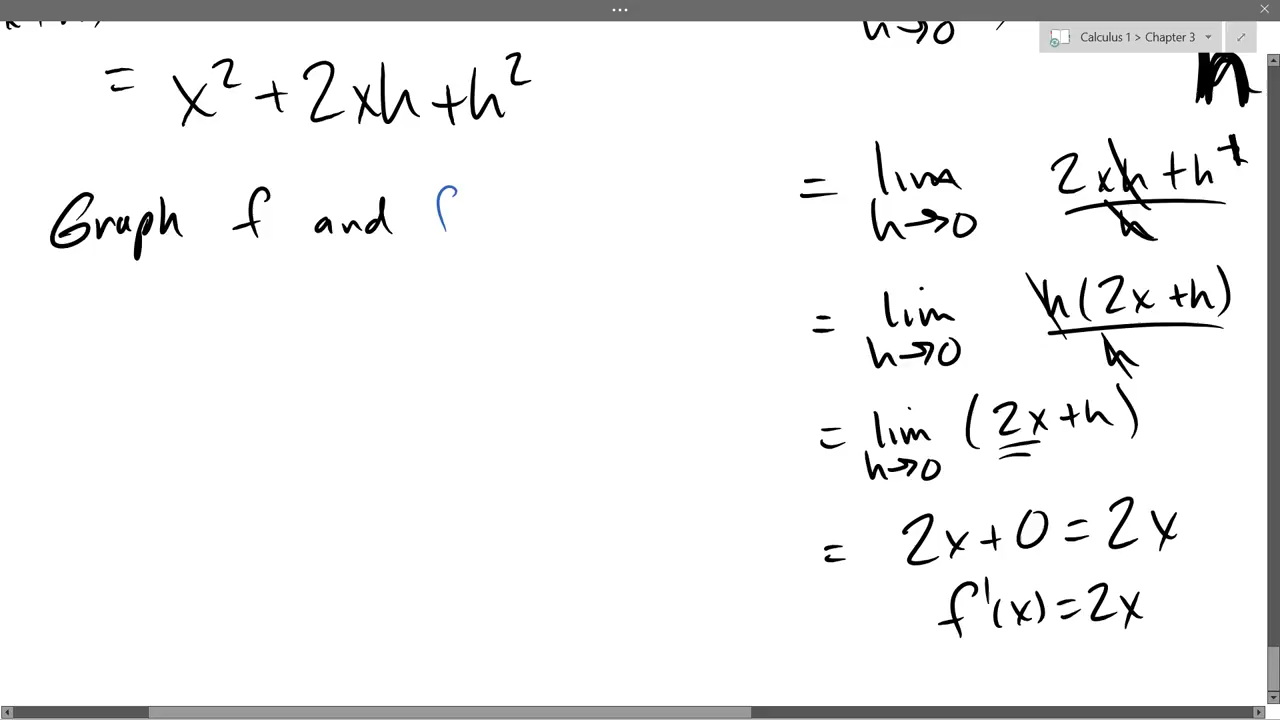 Calculus 1 > Chapter 3
h→0
h
= x² + 2xh + h²
Graph f and
= lim h→0 2xh + h² / h
= lim h→0 h(2x + h) / h
= lim h→0 (2x + h)
= 2x + 0 = 2x
f'(x) = 2x